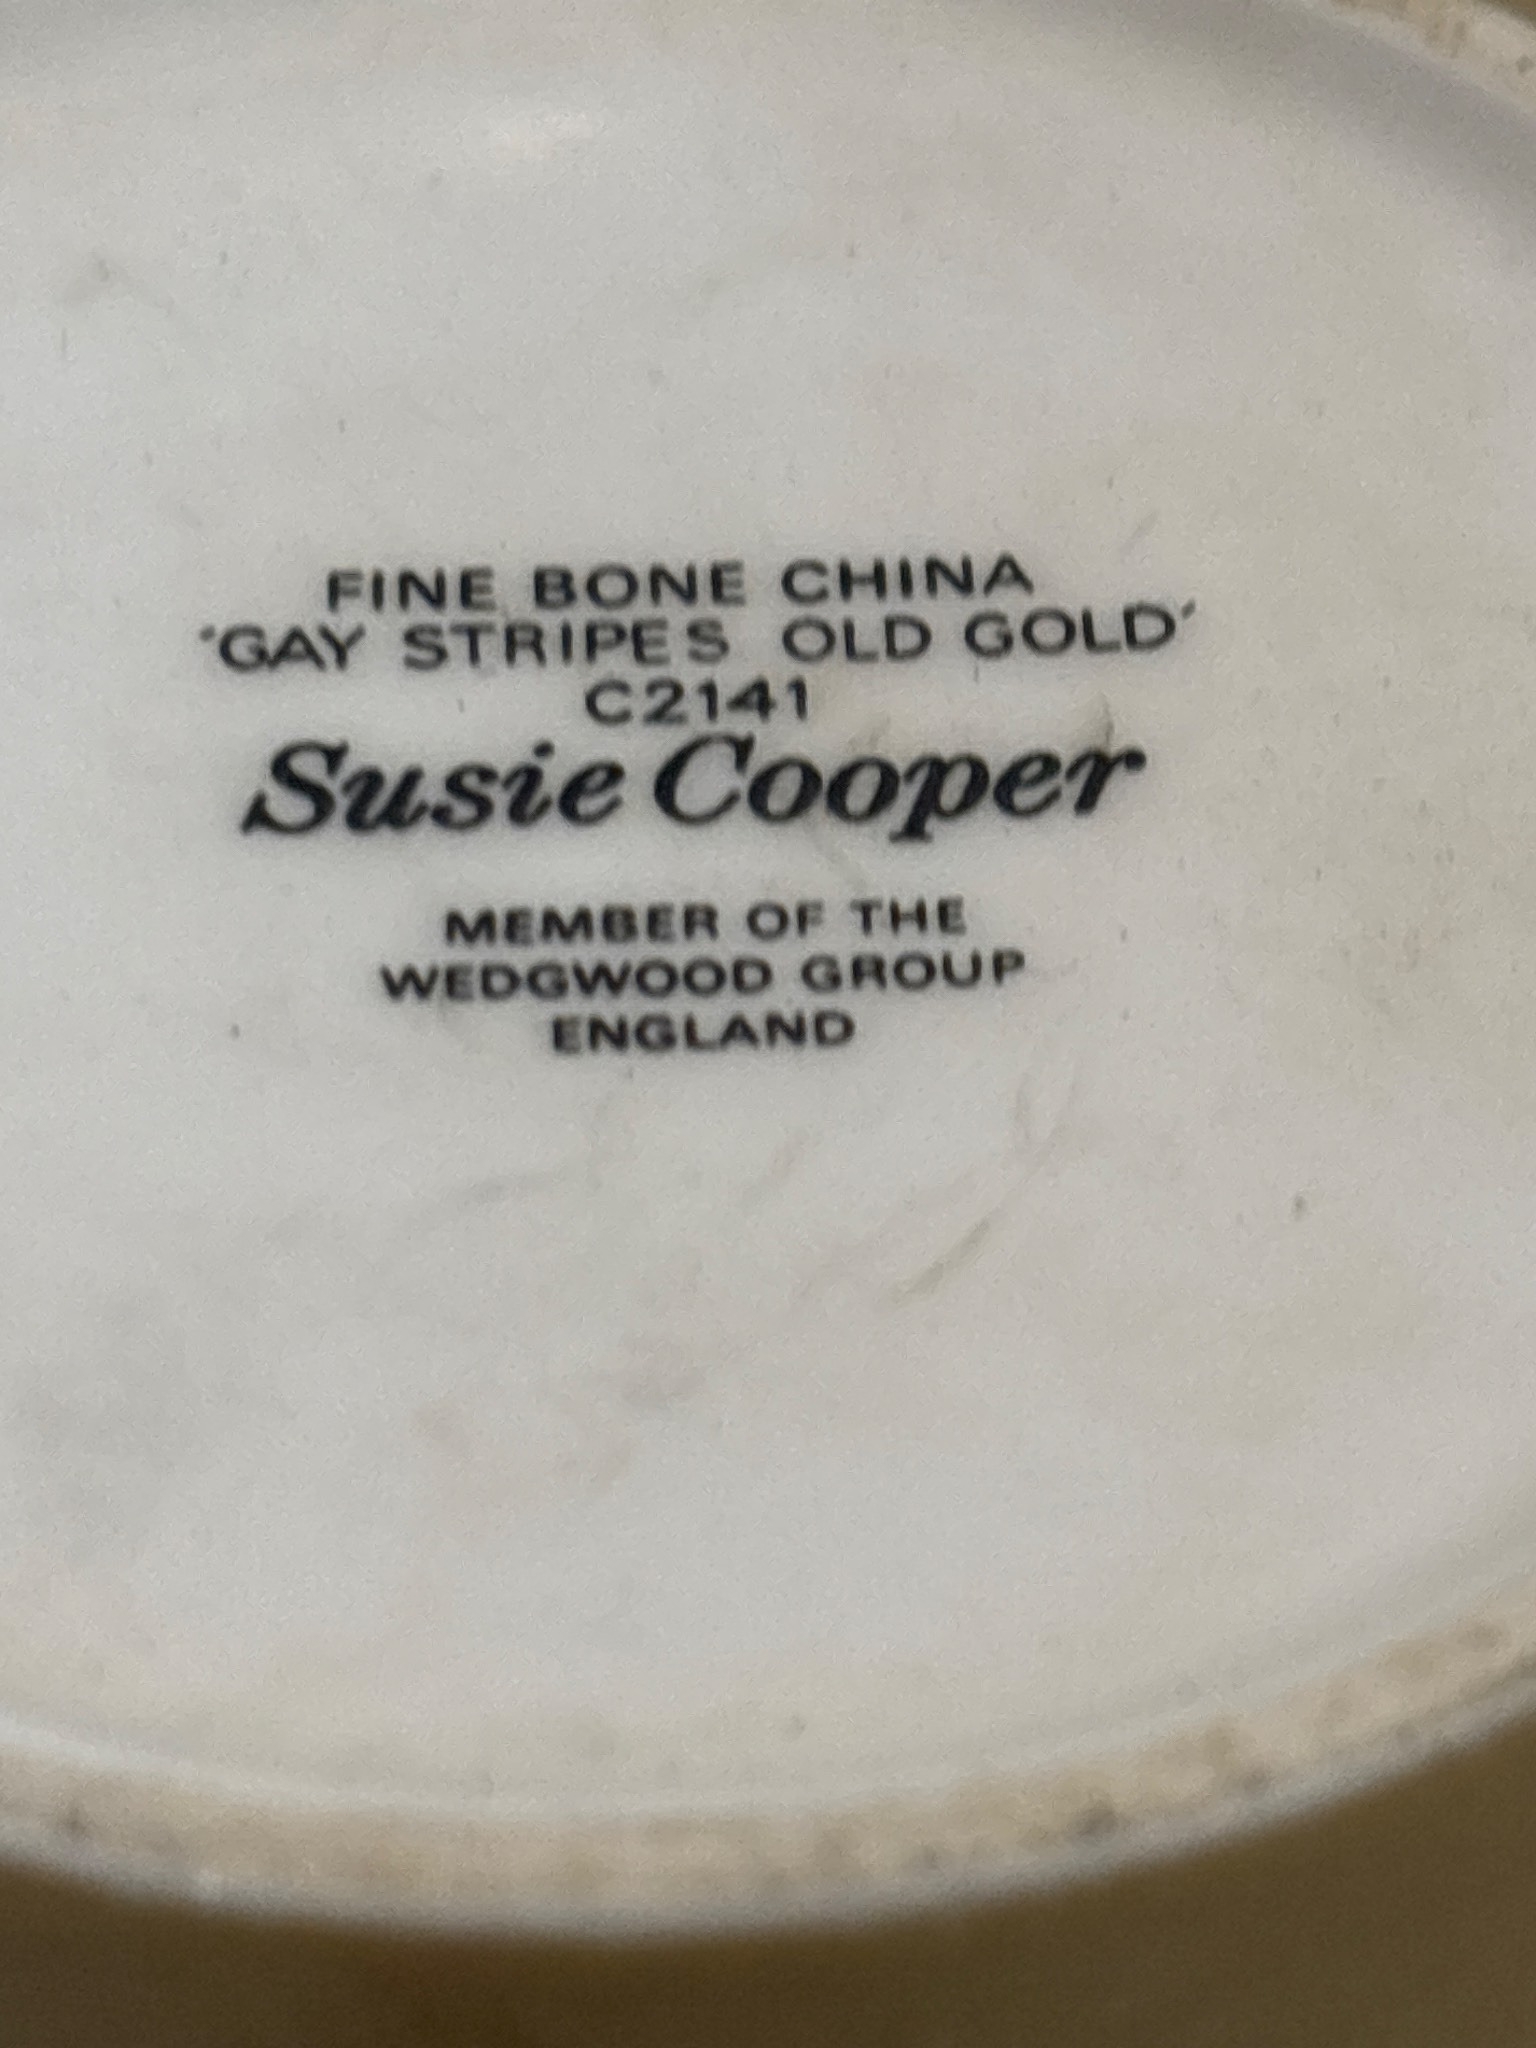 FINE BONE CHINA
'GAY STRIPES OLD GOLD'
C2141
Susie Cooper
MEMBER OF THE
WEDGWOOD GROUP
ENGLAND